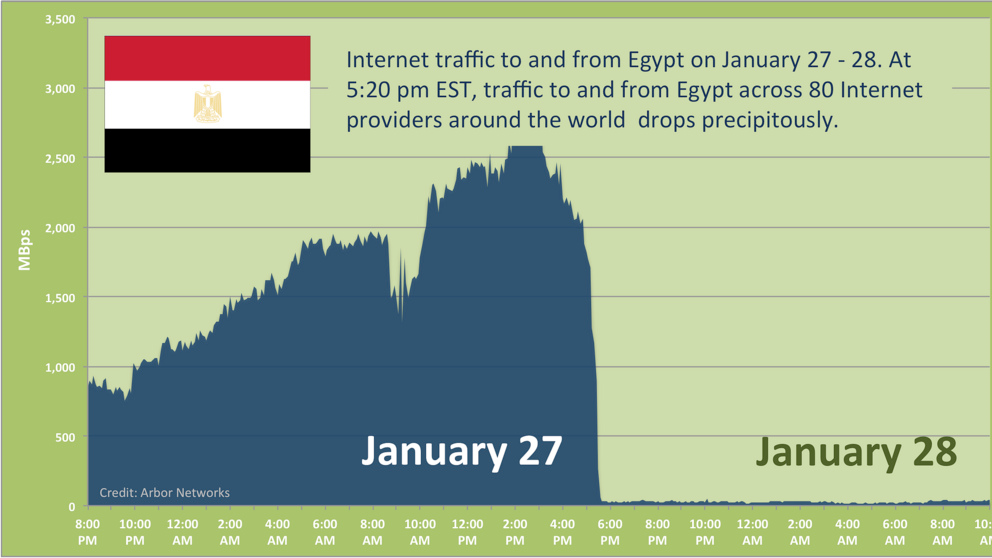 3,500
Internet traffic to and from Egypt on January 27 - 28. At
3,000
5:20 pm EST, traffic to and from Egypt across 80 Internet
providers around the world drops precipitously.
2,500
2,000
MBps
1,500
1,000
500
January 27
January 28
Credit: Arbor Networks
0
8:00 10:00 12:00 2:00 4:00 6:00 8:00 10:00 12:00 2:00 4:00 6:00 8:00 10:00 12:00 2:00 4:00 6:00 8:00 10:
PM PM AM AM AM AM AM AM PM PM PM PM PM PM AM AM AM AM AM